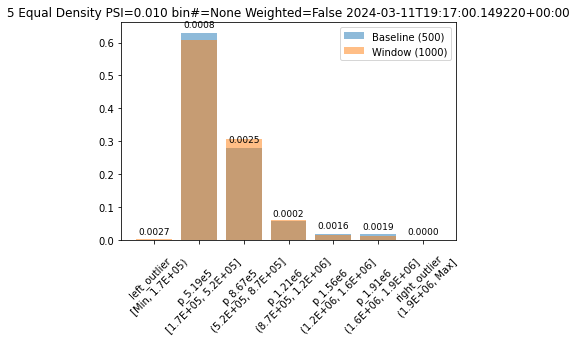 5 Equal Density PSI=0.010 bin#=None Weighted=False 2024-03-11T19:17:00.149220+00:00
Baseline (500)
Window (1000)
0.6
0.5
0.4
0.3
0.2
0.1
0.0
0.0027
0.0008
0.0025
0.0002
0.0016
0.0019
0.0000
left_outlier
[Min, 1.7E+05)
p_5.19e5
[1.7E+05, 5.2E+05]
p_8.67e5
(5.2E+05, 8.7E+05]
p_1.21e6
(8.7E+05, 1.2E+06]
p_1.56e6
(1.2E+06, 1.6E+06]
p_1.91e6
(1.6E+06, 1.9E+06]
right_outlier
(1.9E+06, Max]